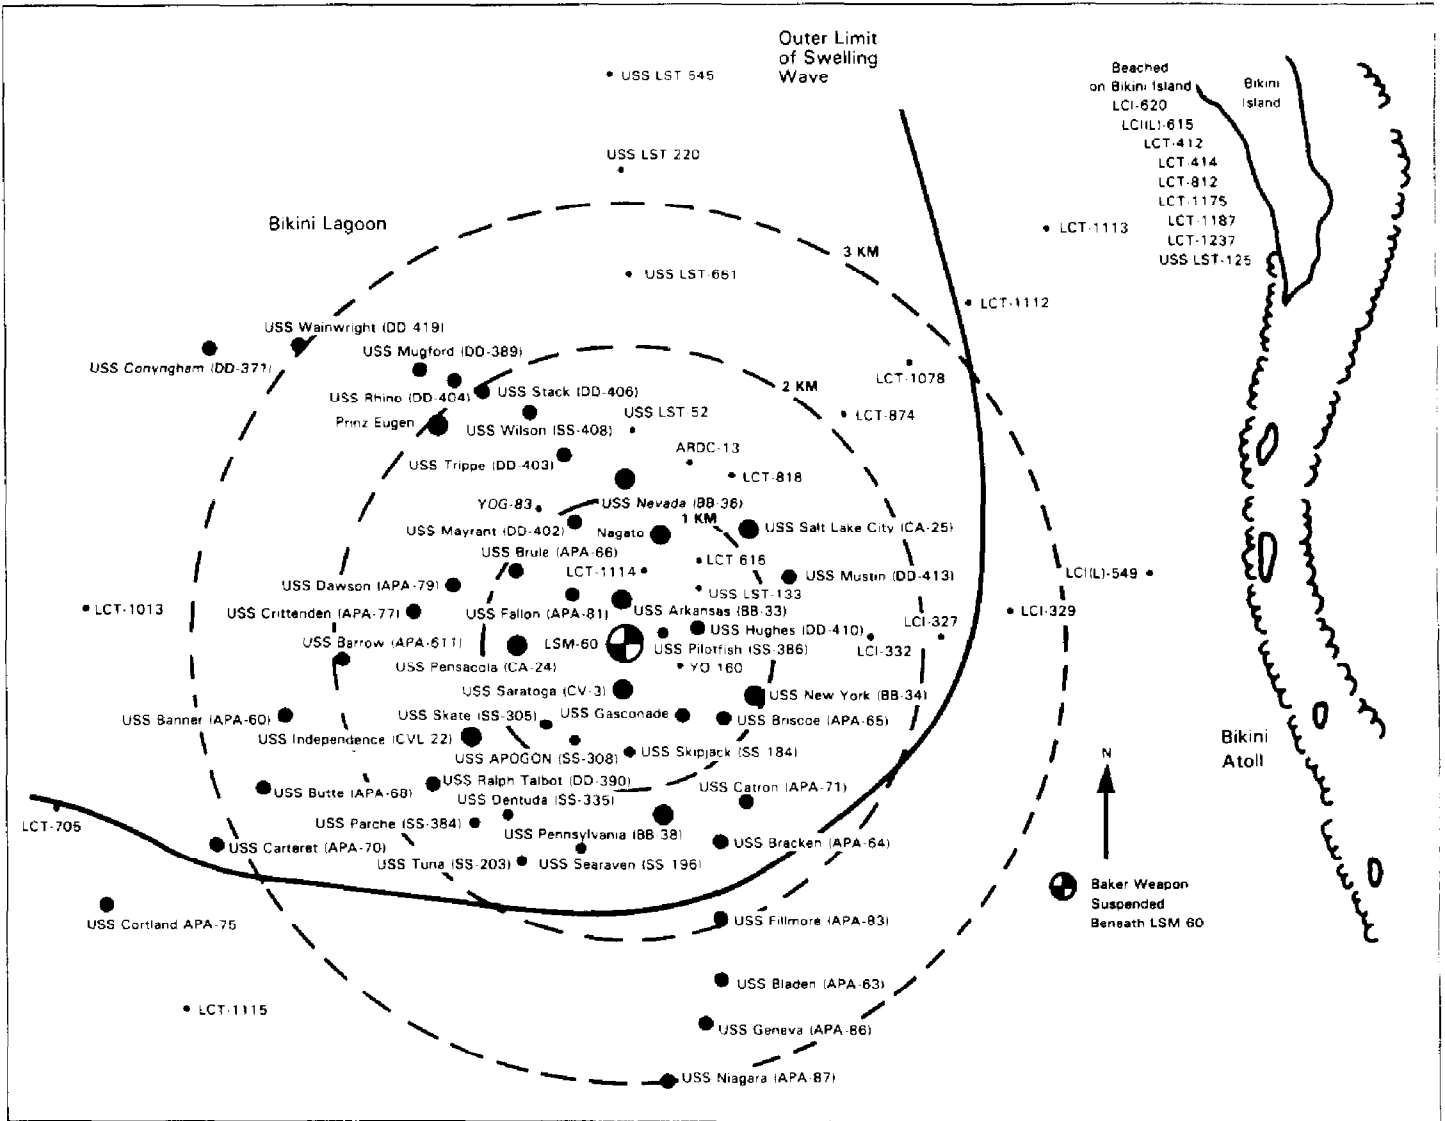 Outer Limit
of Swelling
Wave
USS LST 545
Beached
on Bikini Island
LCI-620
LCI(L)-615
LCT-412
LCT-414
LCT-812
LCT-1175
LCT-1187
LCT-1237
USS LST-125
Bikini
Island
USS LST 220
Bikini Lagoon
3 KM
LCT-1113
USS LST-661
LCT-1112
USS Wainwright (DD 419)
USS Conyngham (DD-371)
USS Mugford (DD-389)
LCT-1078
2 KM
USS Rhino (DD-404)
USS Stack (DD-406)
Prinz Eugen
USS Wilson (SS-408)
USS LST-52
LCT-874
ARDC-13
USS Trippe (DD-403)
LCT-818
YOG-83
USS Nevada (BB-36)
1 KM
USS Mayrant (DD-402)
Nagato
USS Salt Lake City (CA-25)
USS Brule (APA-66)
LCT 616
LCT-1114
USS Dawson (APA-79)
USS Mustin (DD-413)
LCI(L)-549
USS LST-133
LCT-1013
USS Crittenden (APA-77)
USS Fallon (APA-81)
USS Arkansas (BB-33)
LCI-329
LCI-327
USS Barrow (APA-611)
LSM-60
USS Hughes (DD-410)
USS Pilotfish (SS-386)
LCI-332
USS Pensacola (CA-24)
YO 160
USS Saratoga (CV-3)
USS New York (BB-34)
USS Banner (APA-60)
USS Skate (SS-305)
USS Gasconade
USS Briscoe (APA-65)
USS Independence (CVL 22)
USS APOGON (SS-308)
USS Skipjack (SS 184)
Bikini
Atoll
N
USS Butte (APA-68)
USS Ralph Talbot (DD-390)
USS Catron (APA-71)
USS Dentuda (SS-335)
LCT-705
USS Parche (SS-384)
USS Pennsylvania (BB 38)
USS Carteret (APA-70)
USS Bracken (APA-64)
USS Tuna (SS-203)
USS Searaven (SS 196)
Baker Weapon
Suspended
Beneath LSM 60
USS Cortland APA-75
USS Fillmore (APA-83)
USS Bladen (APA-63)
LCT-1115
USS Geneva (APA-86)
USS Niagara (APA-87)